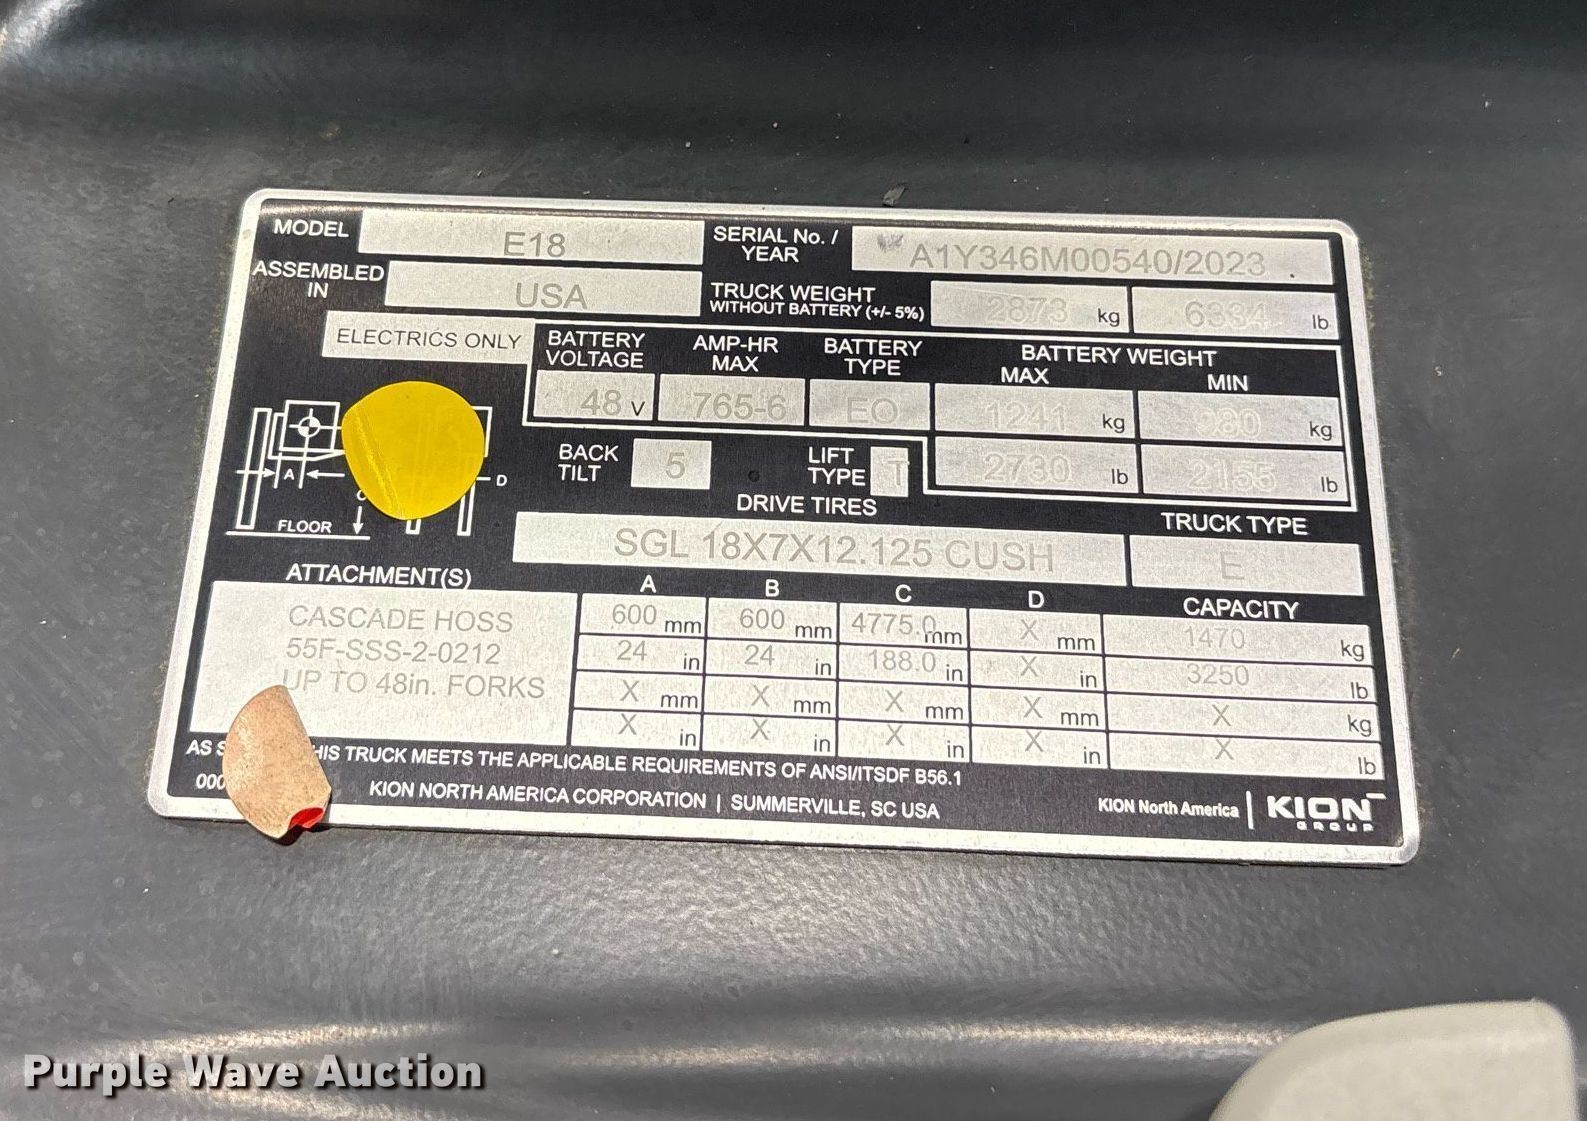 MODEL E18 SERIAL No. / YEAR A1Y346M00540/2023
ASSEMBLED IN USA TRUCK WEIGHT WITHOUT BATTERY (+/- 5%) 2873 kg 6334 lb
ELECTRICS ONLY BATTERY VOLTAGE AMP-HR MAX BATTERY TYPE BATTERY WEIGHT
MAX MIN
48 V 765-6 EO 1241 kg 980 kg
BACK TILT 5 LIFT TYPE T 2730 lb 2155 lb
A D
C
FLOOR
DRIVE TIRES TRUCK TYPE
SGL 18X7X12.125 CUSH E
ATTACHMENT(S) A B C D CAPACITY
CASCADE HOSS 600 mm 600 mm 4775.0 mm X mm 1470 kg
55F-SSS-2-0212 24 in 24 in 188.0 in X in 3250 lb
UP TO 48in. FORKS X mm X mm X mm X mm X kg
X in X in X in X in X lb
AS THIS TRUCK MEETS THE APPLICABLE REQUIREMENTS OF ANSI/ITSDF B56.1
KION NORTH AMERICA CORPORATION | SUMMERVILLE, SC USA
KION North America | KION GROUP
Purple Wave Auction